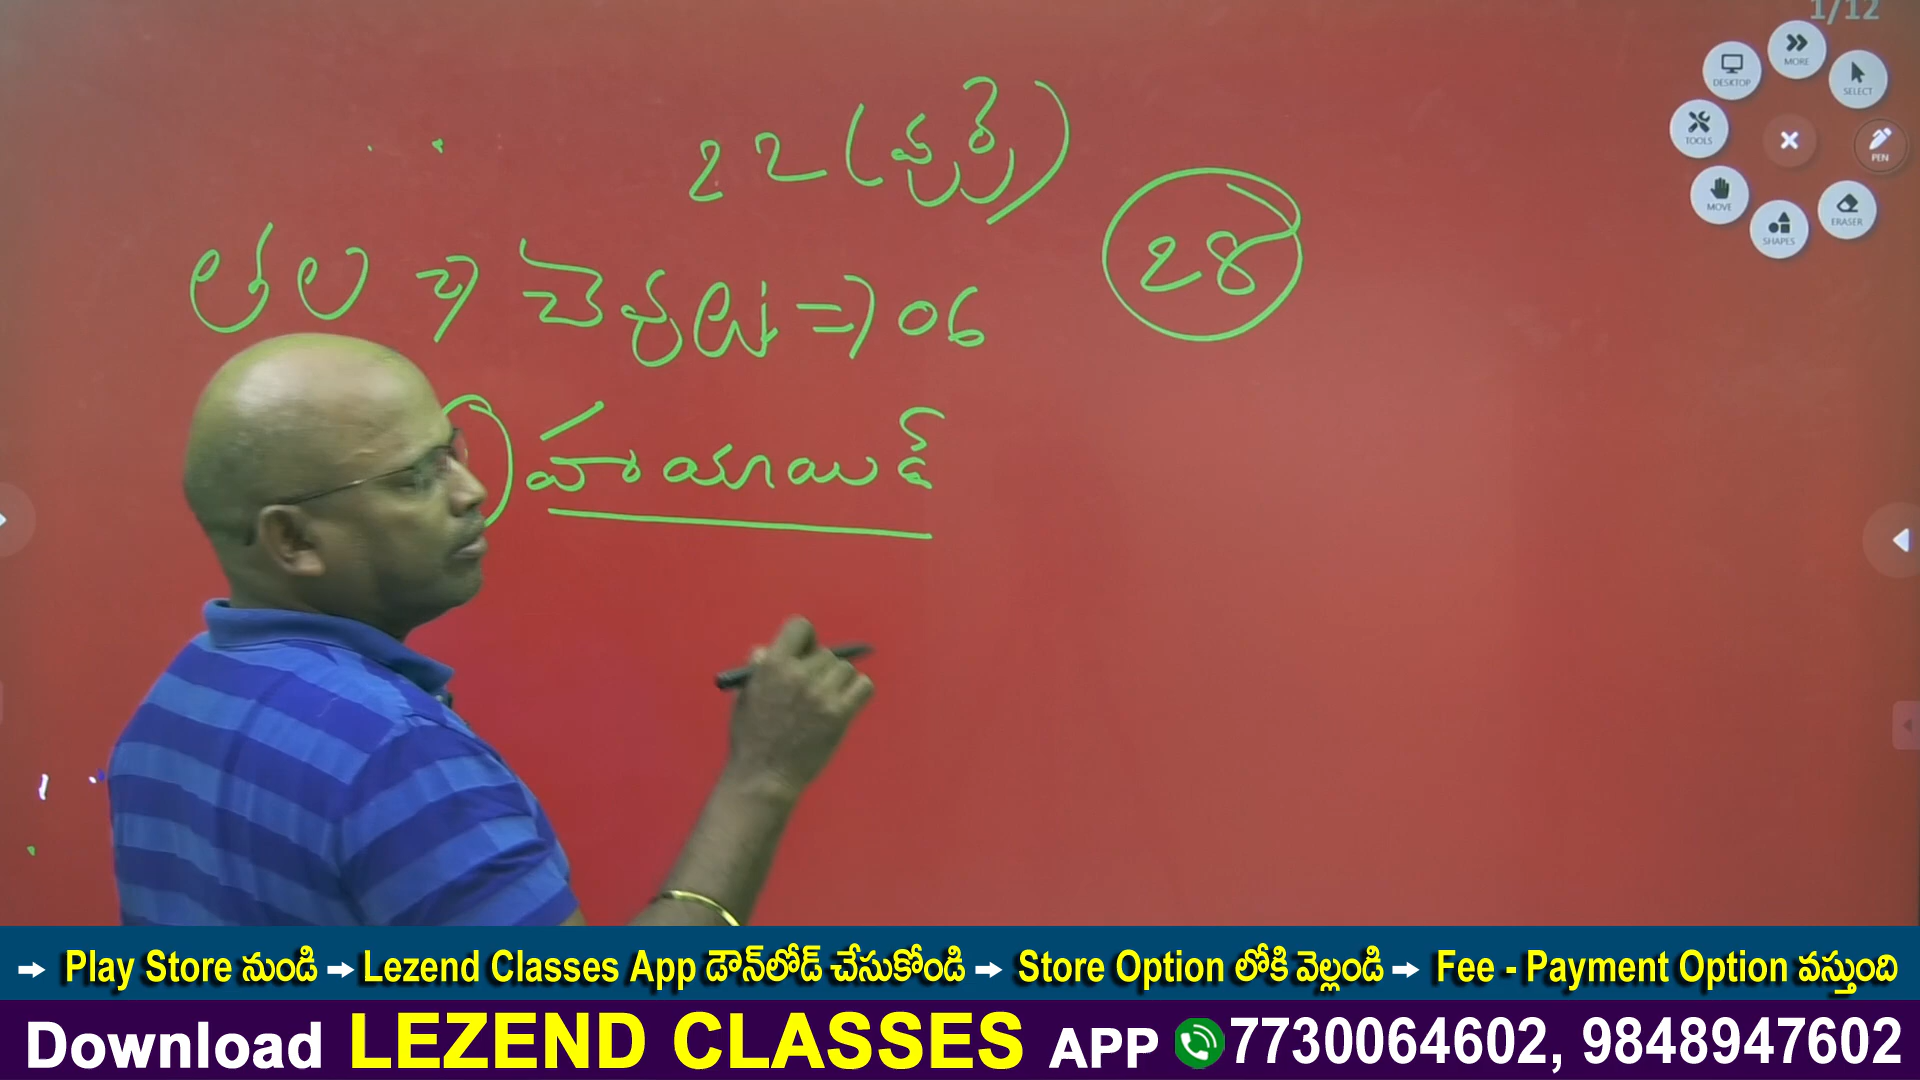 1/12
MORE
DESKTOP
SELECT
TOOLS
PEN
MOVE
ERASER
SHAPES
22 (పుర్రె)
28
తల → చెవులు => 06
హాయాయిడ్
→ Play Store నుండి → Lezend Classes App డౌన్‌లోడ్ చేసుకోండి → Store Option లోకి వెల్లండి → Fee - Payment Option వస్తుంది
Download LEZEND CLASSES APP 7730064602, 9848947602